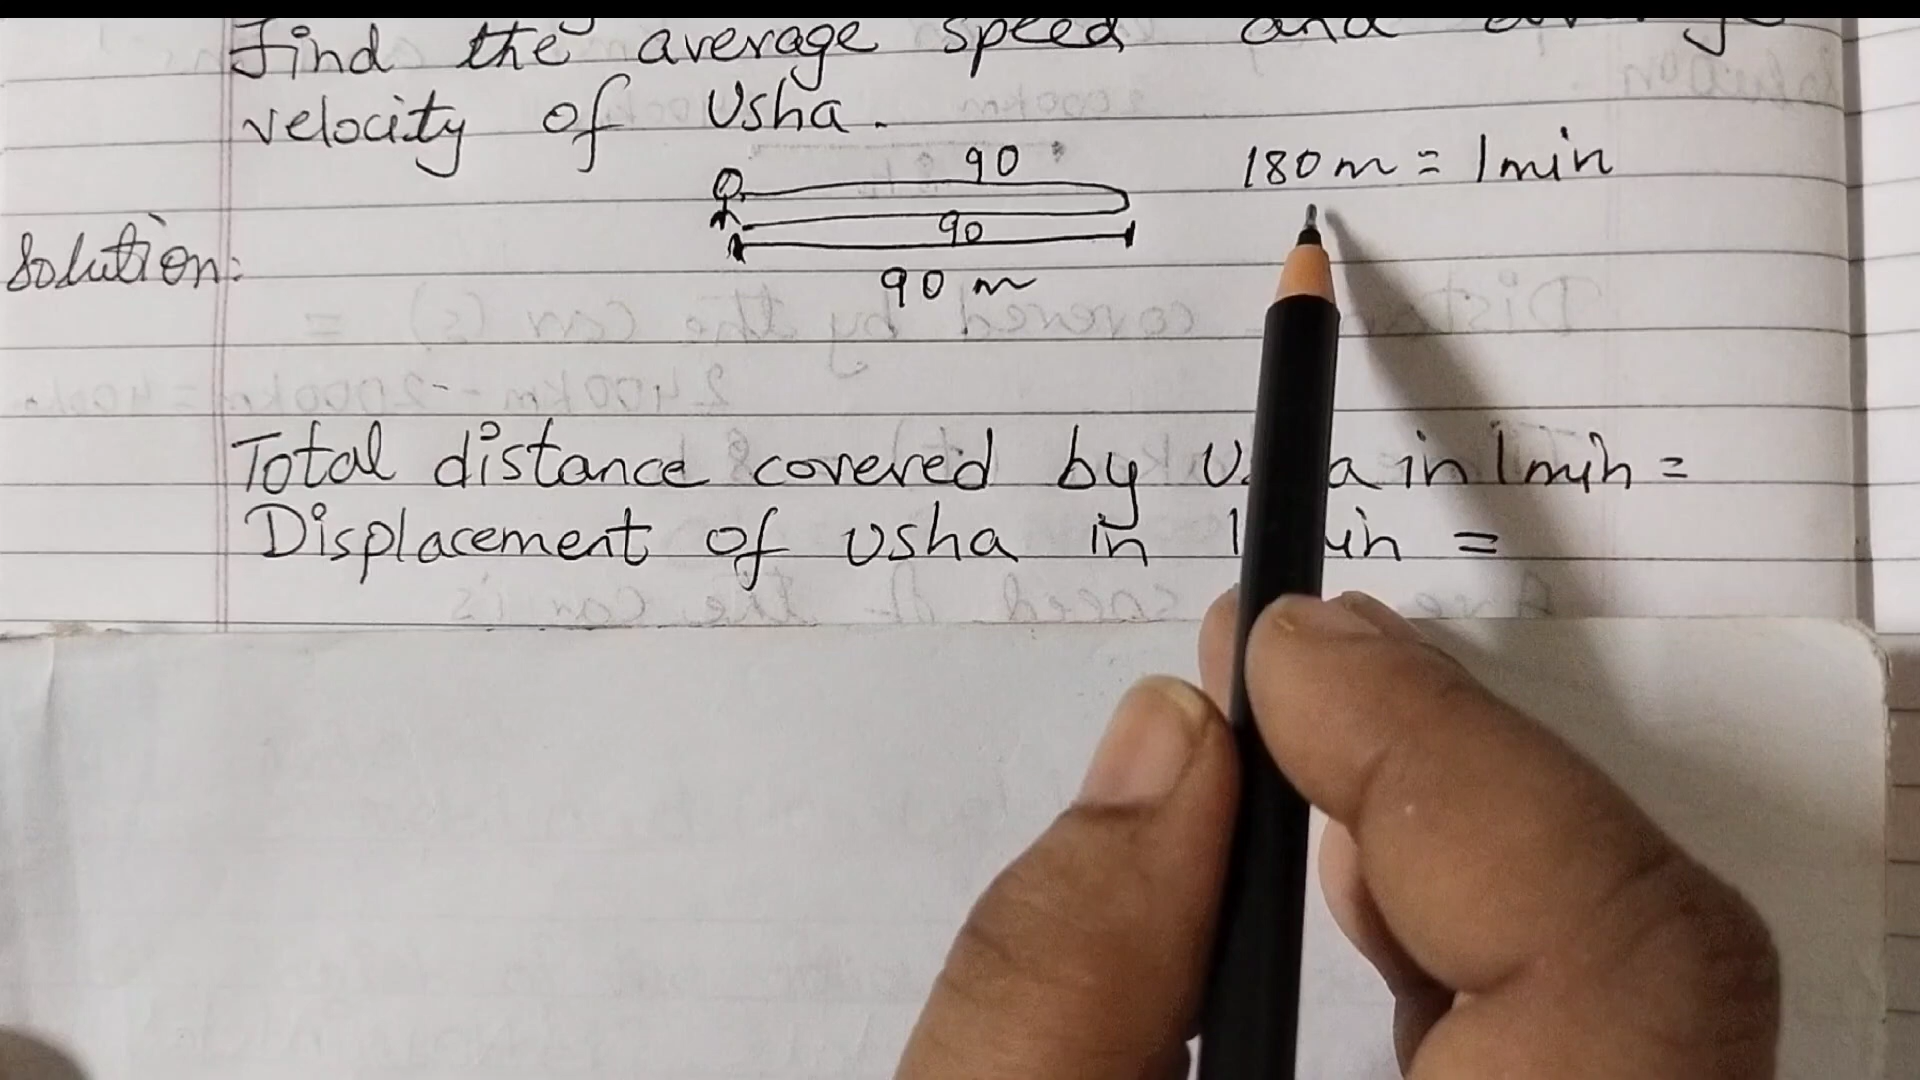 Find the average speed and
velocity of Usha.
90
180 m = 1 min
90
90 m
Solution:
Total distance covered by in 1 min =
Displacement of Usha in =